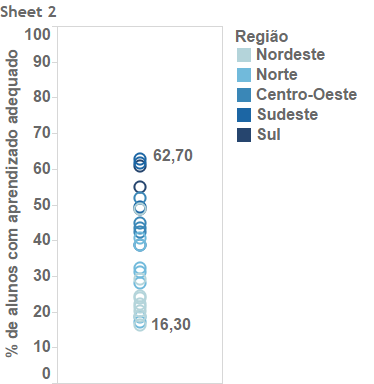 Sheet 2
100
90
80
70
60
50
40
30
20
10
0
% de alunos com aprendizado adequado
62,70
16,30
Região
Nordeste
Norte
Centro-Oeste
Sudeste
Sul